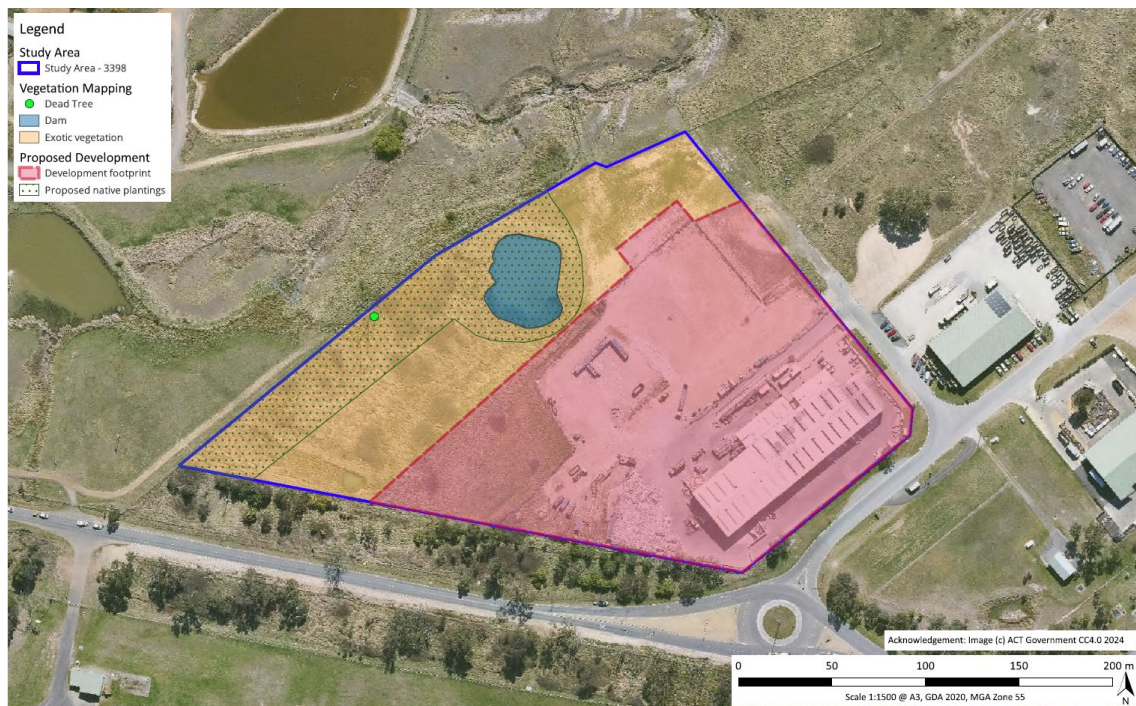 Legend
Study Area
Study Area - 3398
Vegetation Mapping
Dead Tree
Dam
Exotic vegetation
Proposed Development
Development footprint
Proposed native plantings
Acknowledgement: Image (c) ACT Government CC4.0 2024
0 50 100 150 200 m
Scale 1:1500 @ A3, GDA 2020, MGA Zone 55
N